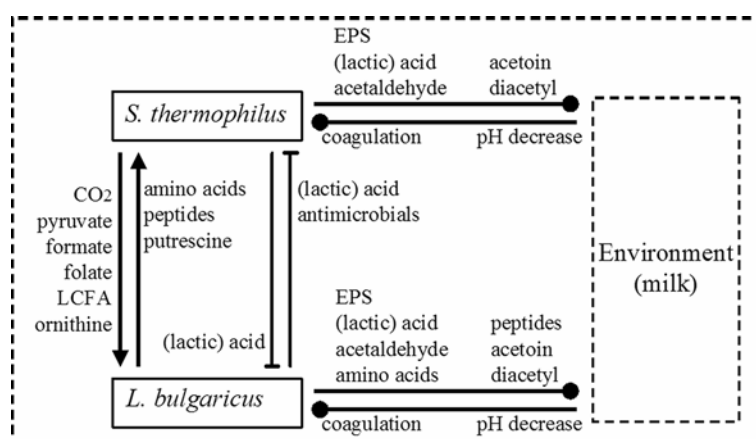 EPS
(lactic) acid acetoin
acetaldehyde diacetyl
S. thermophilus
coagulation pH decrease
CO2
pyruvate
formate
folate
LCFA
ornithine
amino acids
peptides
putrescine
(lactic) acid
antimicrobials
(lactic) acid
Environment
(milk)
EPS
(lactic) acid peptides
acetaldehyde acetoin
amino acids diacetyl
L. bulgaricus
coagulation pH decrease